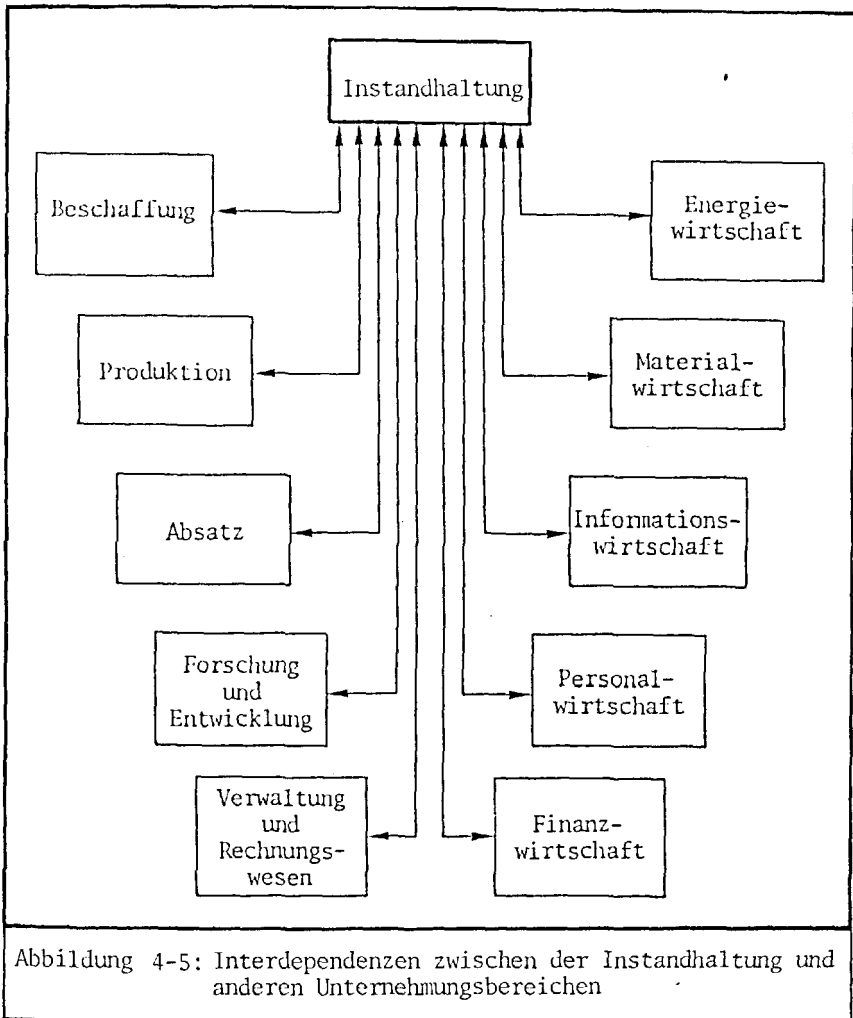 Instandhaltung
Beschaffung
Energie-
wirtschaft
Produktion
Material-
wirtschaft
Absatz
Informations-
wirtschaft
Forschung
und
Entwicklung
Personal-
wirtschaft
Verwaltung
und
Rechnungs-
wesen
Finanz-
wirtschaft
Abbildung 4-5: Interdependenzen zwischen der Instandhaltung und
anderen Unternehmungsbereichen